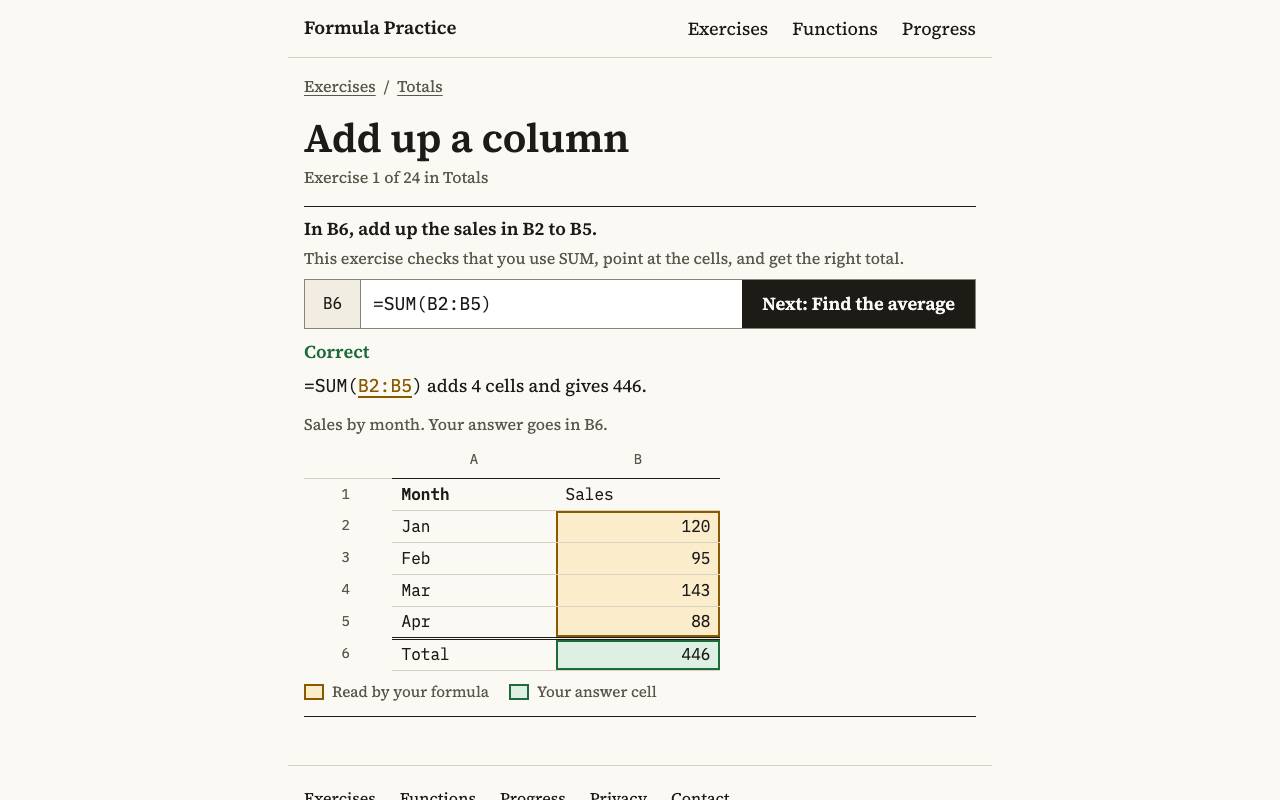 Formula Practice Exercises Functions Progress
Exercises / Totals
Add up a column
Exercise 1 of 24 in Totals
In B6, add up the sales in B2 to B5.
This exercise checks that you use SUM, point at the cells, and get the right total.
B6 =SUM(B2:B5) Next: Find the average
Correct
=SUM(B2:B5) adds 4 cells and gives 446.
Sales by month. Your answer goes in B6.
A B
1 Month Sales
2 Jan 120
3 Feb 95
4 Mar 143
5 Apr 88
6 Total 446
Read by your formula Your answer cell
Exercises Functions Progress Privacy Contact